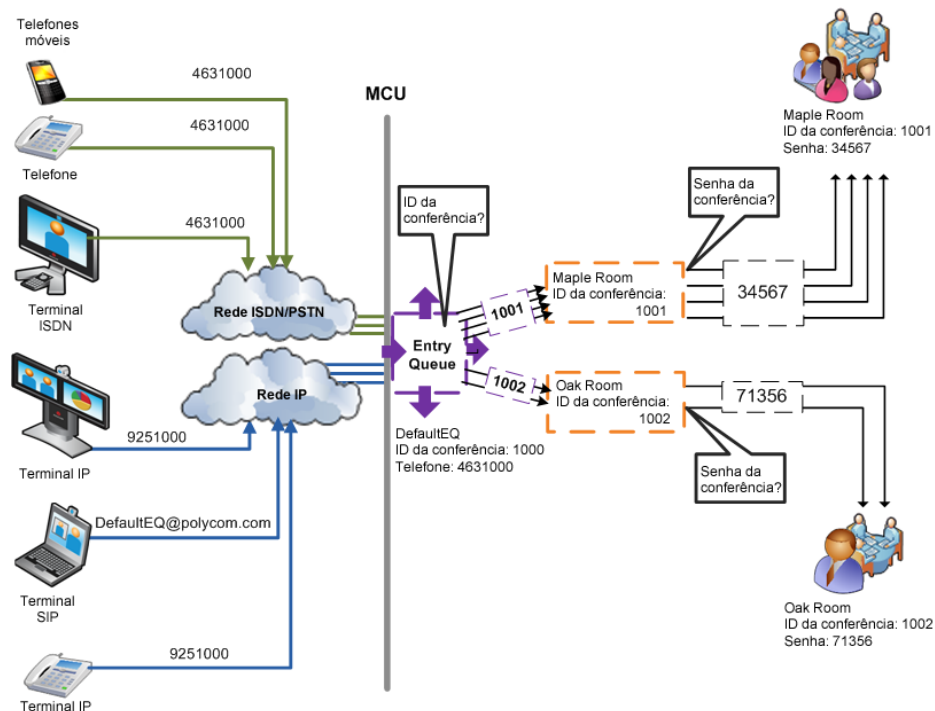 Telefones
móveis
4631000
4631000
Telefone
4631000
Terminal
ISDN
Rede ISDN/PSTN
Rede IP
9251000
Terminal IP
DefaultEQ@polycom.com
Terminal
SIP
9251000
Terminal IP
MCU
ID da
conferência?
Entry
Queue
DefaultEQ
ID da conferência: 1000
Telefone: 4631000
1001
1002
Maple Room
ID da conferência:
1001
Oak Room
ID da conferência:
1002
Senha da
conferência?
34567
71356
Senha da
conferência?
Maple Room
ID da conferência: 1001
Senha: 34567
Oak Room
ID da conferência: 1002
Senha: 71356